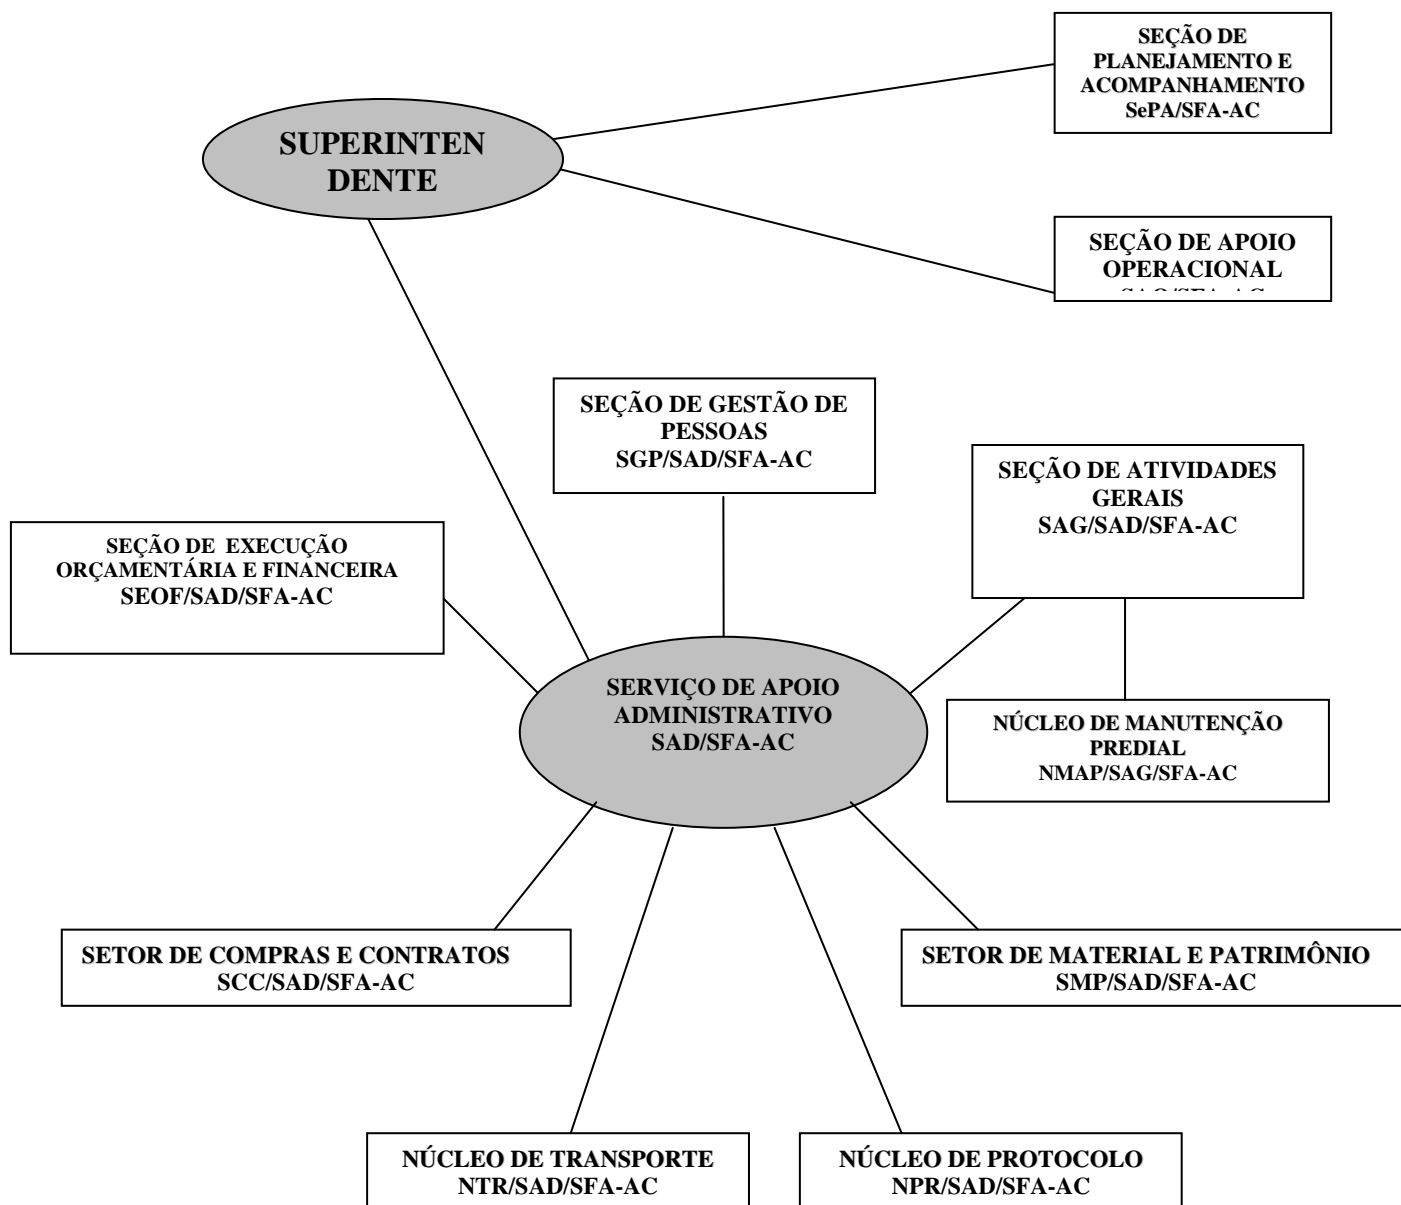 SEÇÃO DE
PLANEJAMENTO E
ACOMPANHAMENTO
SePA/SFA-AC
SUPERINTEN
DENTE
SEÇÃO DE APOIO
OPERACIONAL
SEÇÃO DE GESTÃO DE
PESSOAS
SGP/SAD/SFA-AC
SEÇÃO DE ATIVIDADES
GERAIS
SAG/SAD/SFA-AC
SEÇÃO DE EXECUÇÃO
ORÇAMENTÁRIA E FINANCEIRA
SEOF/SAD/SFA-AC
SERVIÇO DE APOIO
ADMINISTRATIVO
SAD/SFA-AC
NÚCLEO DE MANUTENÇÃO
PREDIAL
NMAP/SAG/SFA-AC
SETOR DE COMPRAS E CONTRATOS
SCC/SAD/SFA-AC
SETOR DE MATERIAL E PATRIMÔNIO
SMP/SAD/SFA-AC
NÚCLEO DE TRANSPORTE
NTR/SAD/SFA-AC
NÚCLEO DE PROTOCOLO
NPR/SAD/SFA-AC